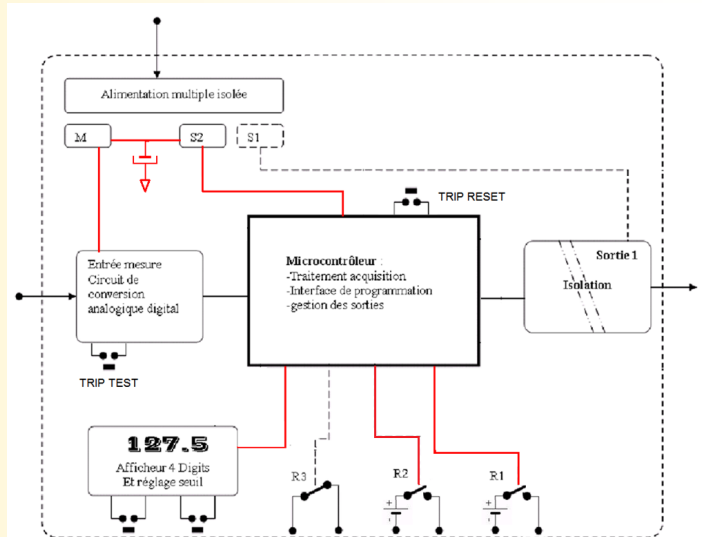 Alimentation multiple isolée
M
S2
S1
TRIP RESET
Entrée mesure
Circuit de
conversion
analogique digital
Microcontrôleur :
-Traitement acquisition
-Interface de programmation
-gestion des sorties
Sortie 1
Isolation
TRIP TEST
127.5
Afficheur 4 Digits
Et réglage seuil
R3
R2
R1
+
-
+
-